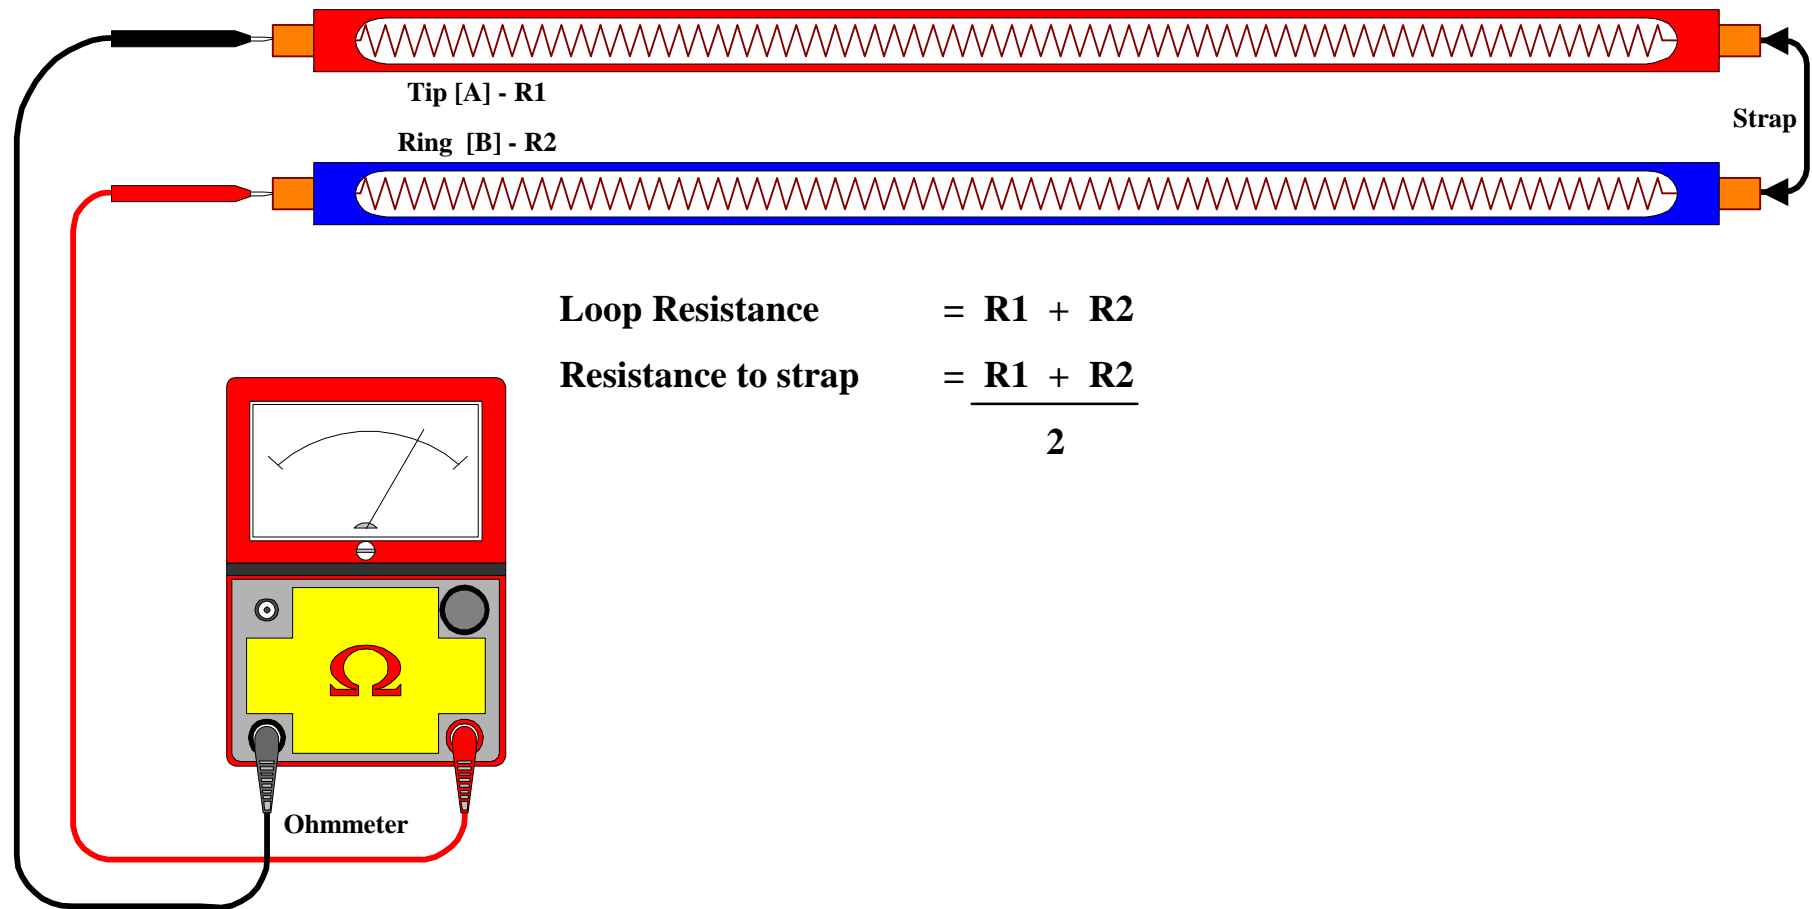 Tip [A] - R1
Strap
Ring [B] - R2
Loop Resistance = R1 + R2
Resistance to strap = R1 + R2
2
Ω
Ohmmeter